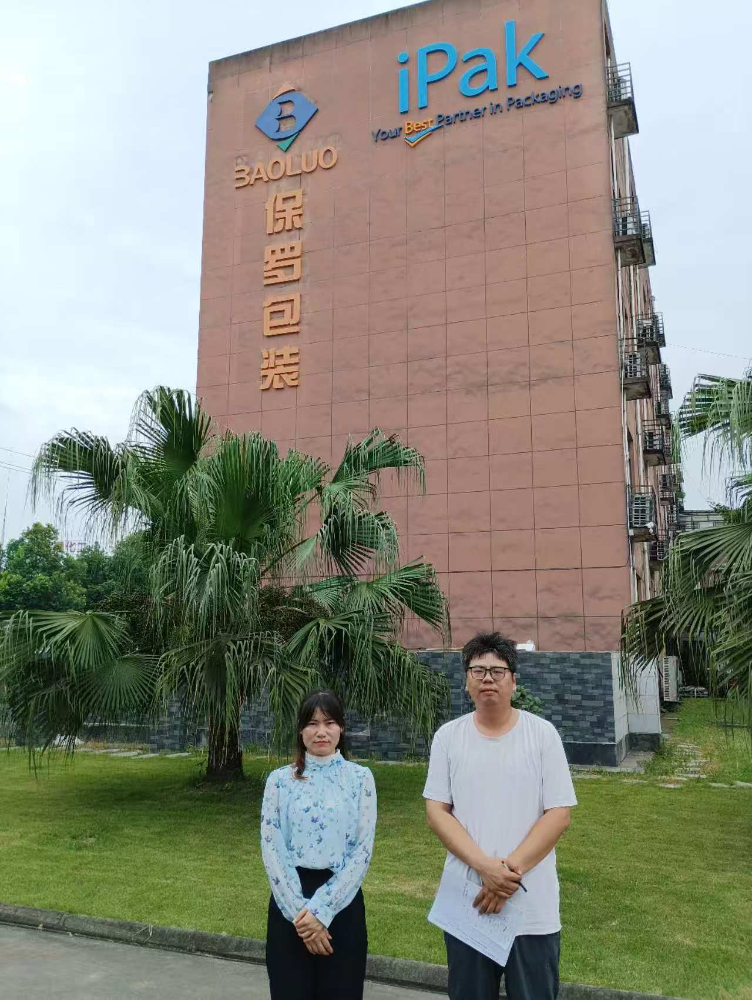 iPak
Your Best Partner in Packaging
B
BAOLUO
保罗包装